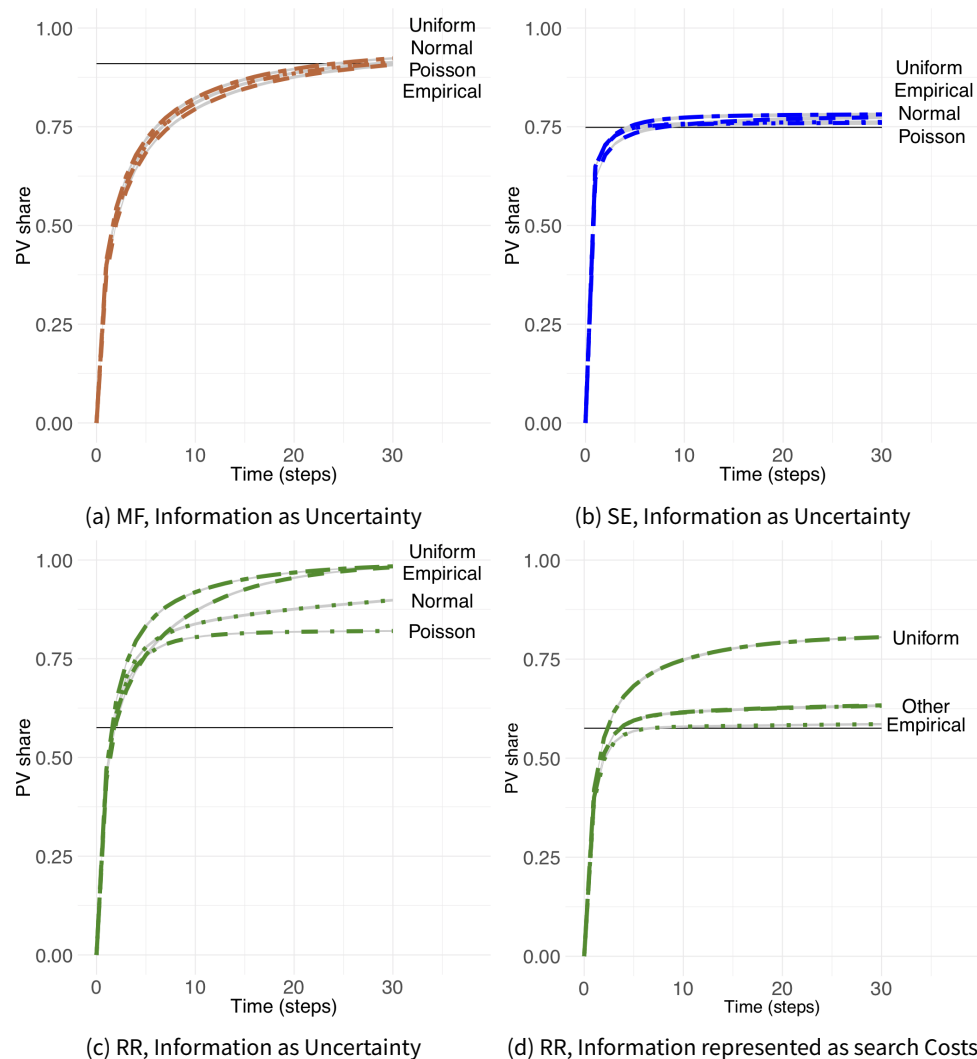 1.00
0.75
0.50
0.25
0.00
PV share
Uniform
Normal
Poisson
Empirical
0 10 20 30
Time (steps)
(a) MF, Information as Uncertainty
1.00
0.75
0.50
0.25
0.00
PV share
Uniform
Empirical
Normal
Poisson
0 10 20 30
Time (steps)
(b) SE, Information as Uncertainty
1.00
0.75
0.50
0.25
0.00
PV share
Uniform
Empirical
Normal
Poisson
0 10 20 30
Time (steps)
(c) RR, Information as Uncertainty
1.00
0.75
0.50
0.25
0.00
PV share
Uniform
Other
Empirical
0 10 20 30
Time (steps)
(d) RR, Information represented as search Costs